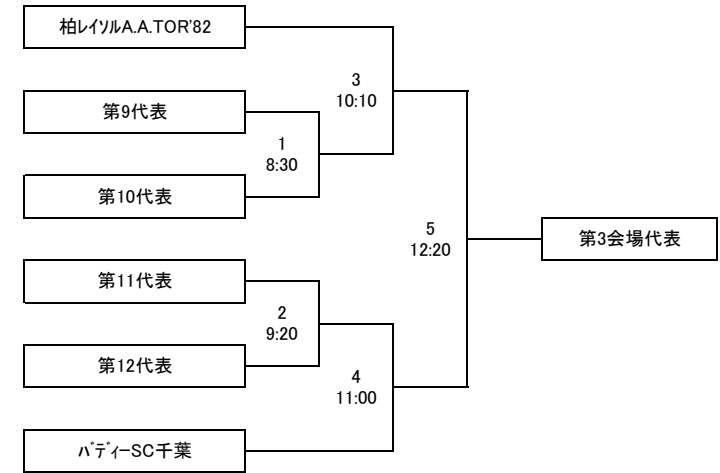 柏ﾚｲｿﾙA.A.TOR'82
3
10:10
第9代表
1
8:30
第10代表
5
12:20
第3会場代表
第11代表
2
9:20
第12代表
4
11:00
ﾊﾞﾃﾞｨｰSC千葉